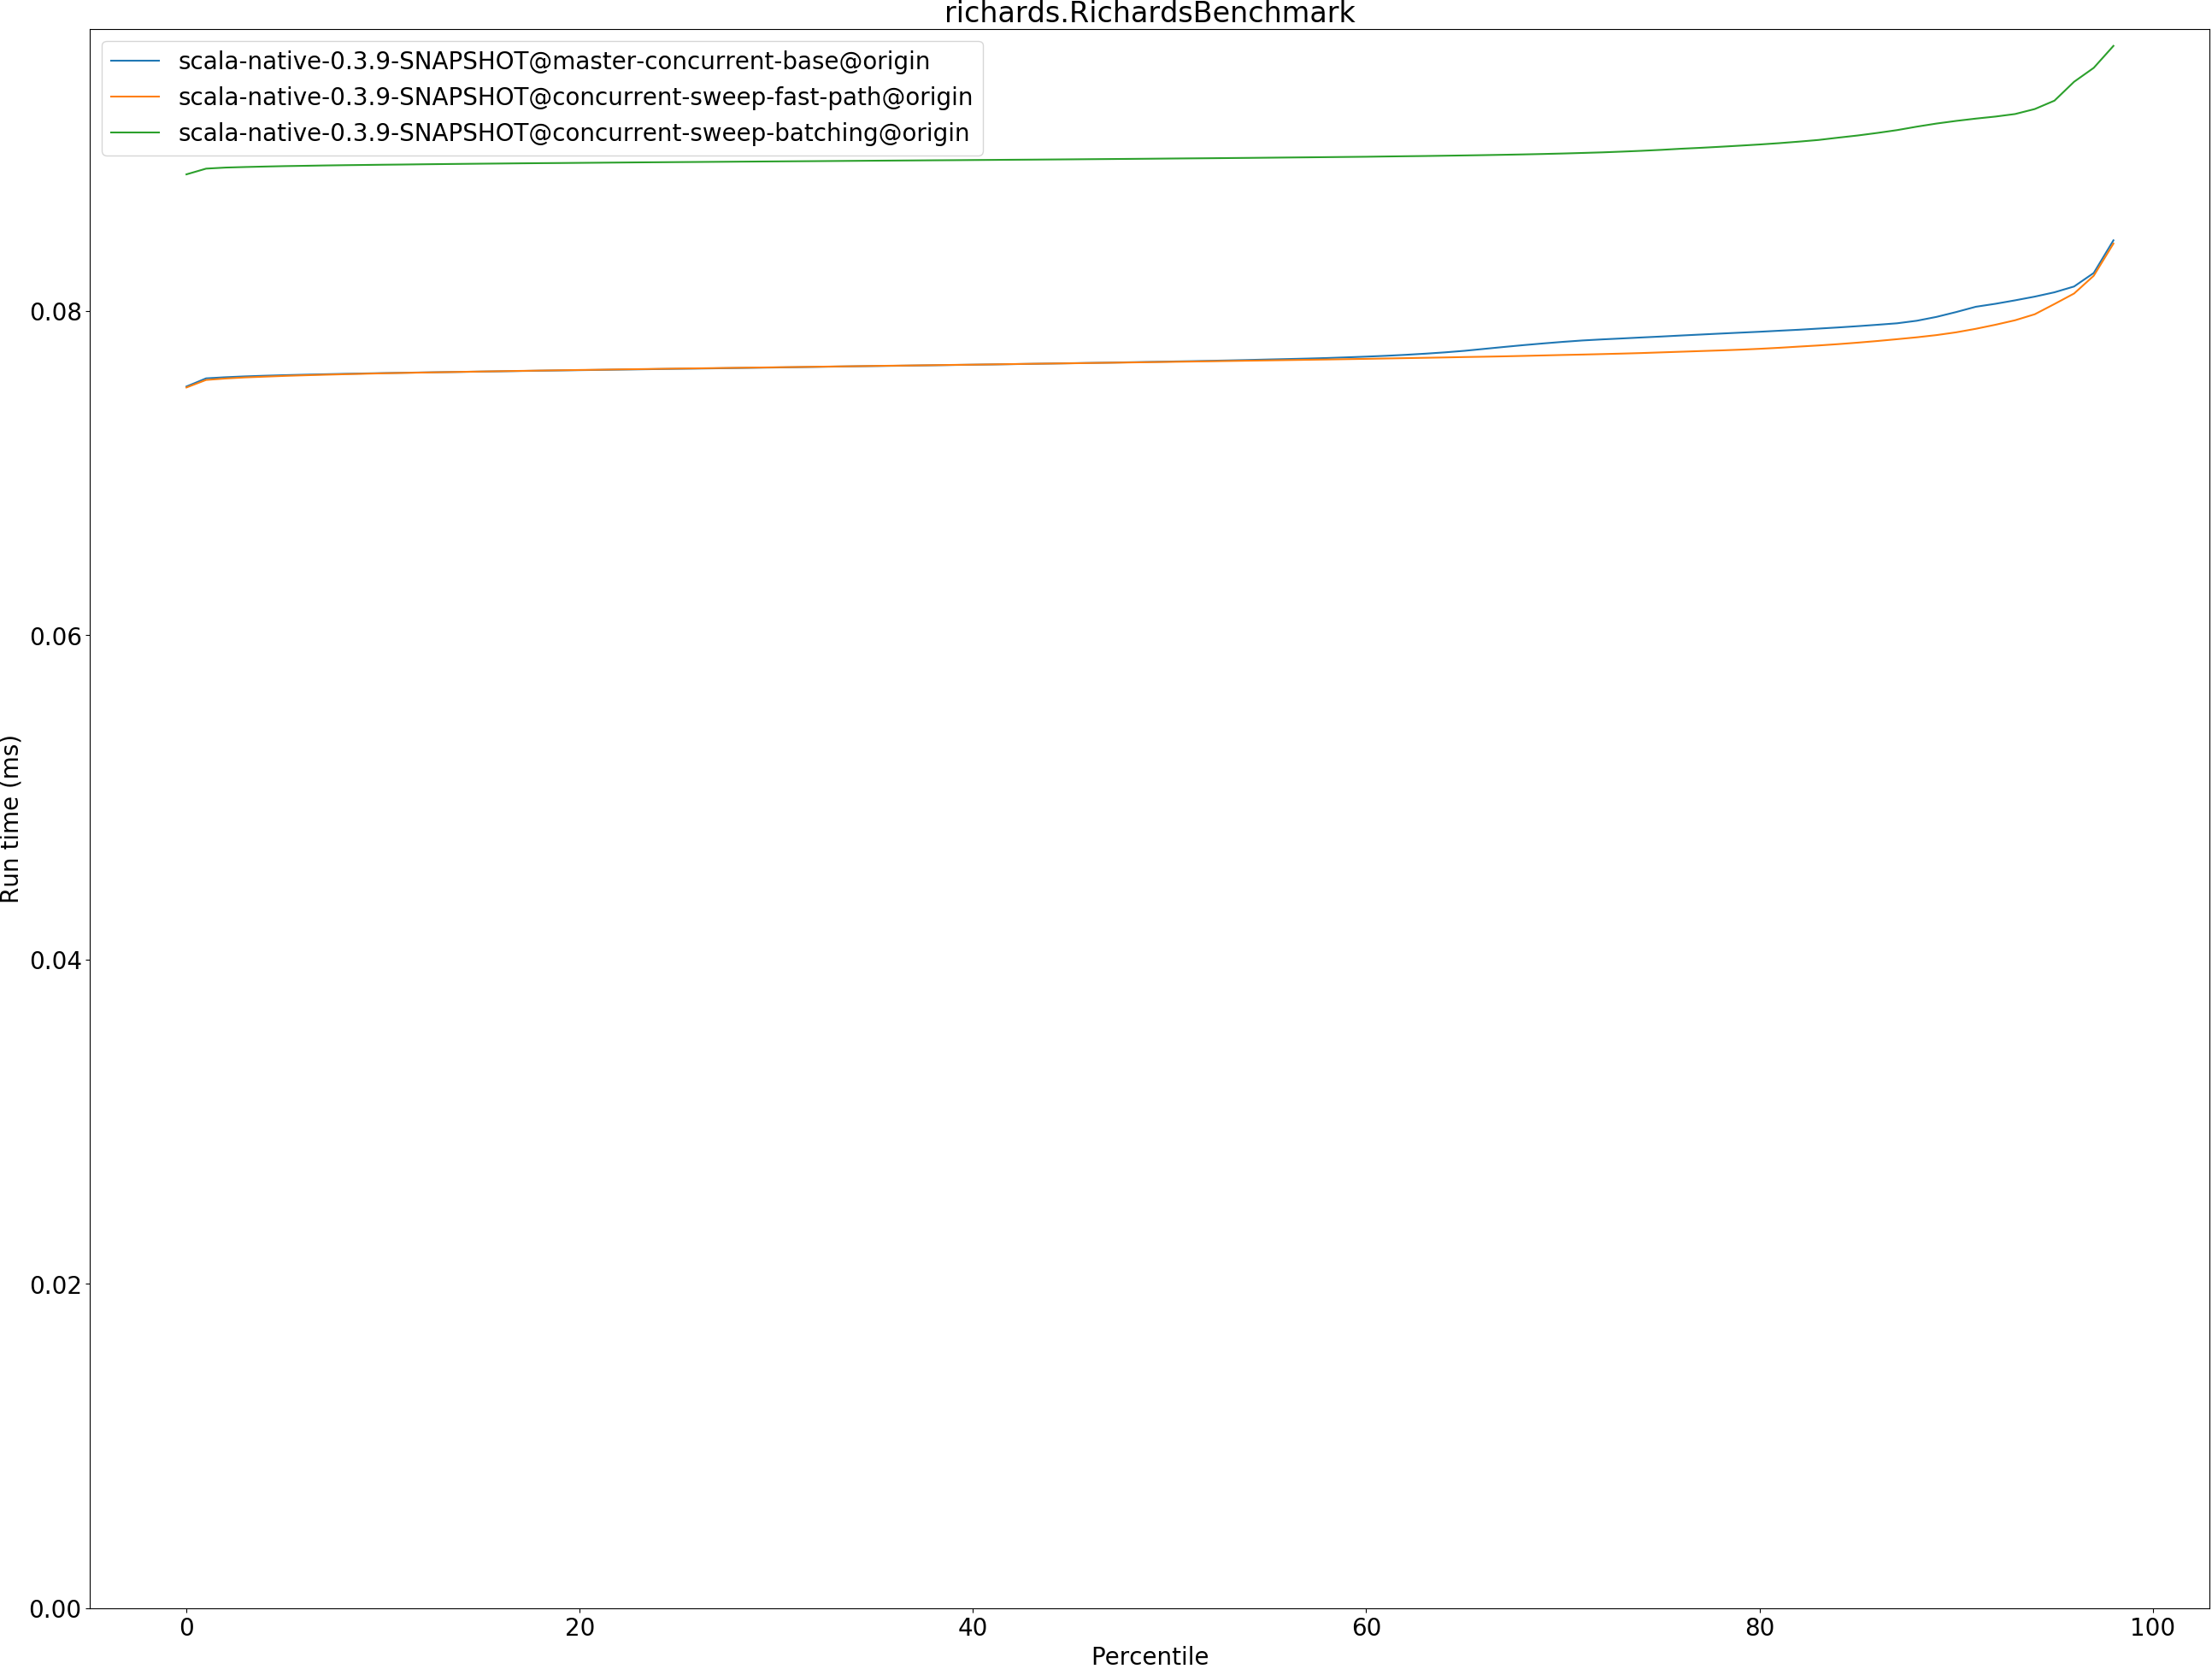 richards.RichardsBenchmark
scala-native-0.3.9-SNAPSHOT@master-concurrent-base@origin
scala-native-0.3.9-SNAPSHOT@concurrent-sweep-fast-path@origin
scala-native-0.3.9-SNAPSHOT@concurrent-sweep-batching@origin
0.08
0.06
0.04
0.02
0.00
Run time (ms)
0 20 40 60 80 100
Percentile